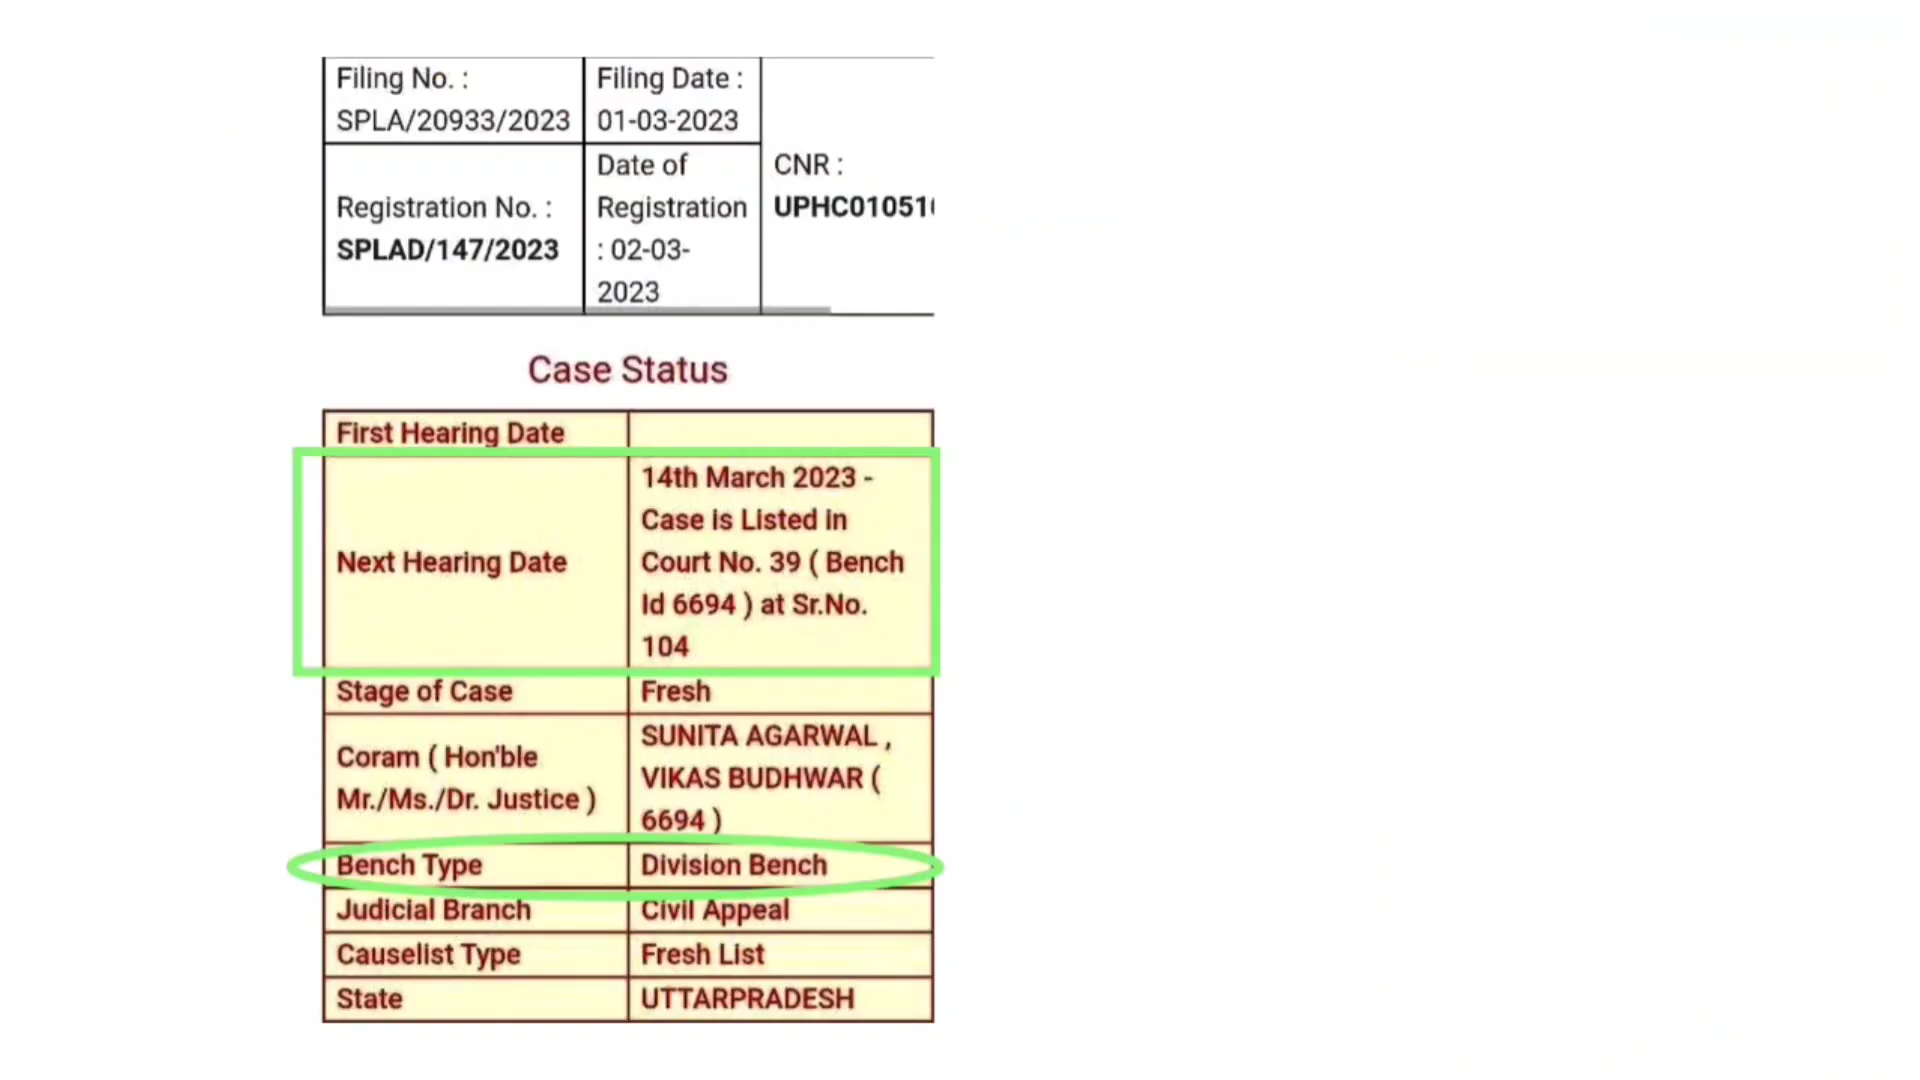 Filing No. :
SPLA/20933/2023
Filing Date :
01-03-2023
Registration No. :
SPLAD/147/2023
Date of
Registration
: 02-03-
2023
CNR :
UPHC01051
Case Status
First Hearing Date
Next Hearing Date
14th March 2023 -
Case is Listed in
Court No. 39 ( Bench
Id 6694 ) at Sr.No.
104
Stage of Case
Fresh
Coram ( Hon'ble
Mr./Ms./Dr. Justice )
SUNITA AGARWAL ,
VIKAS BUDHWAR (
6694 )
Bench Type
Division Bench
Judicial Branch
Civil Appeal
Causelist Type
Fresh List
State
UTTARPRADESH